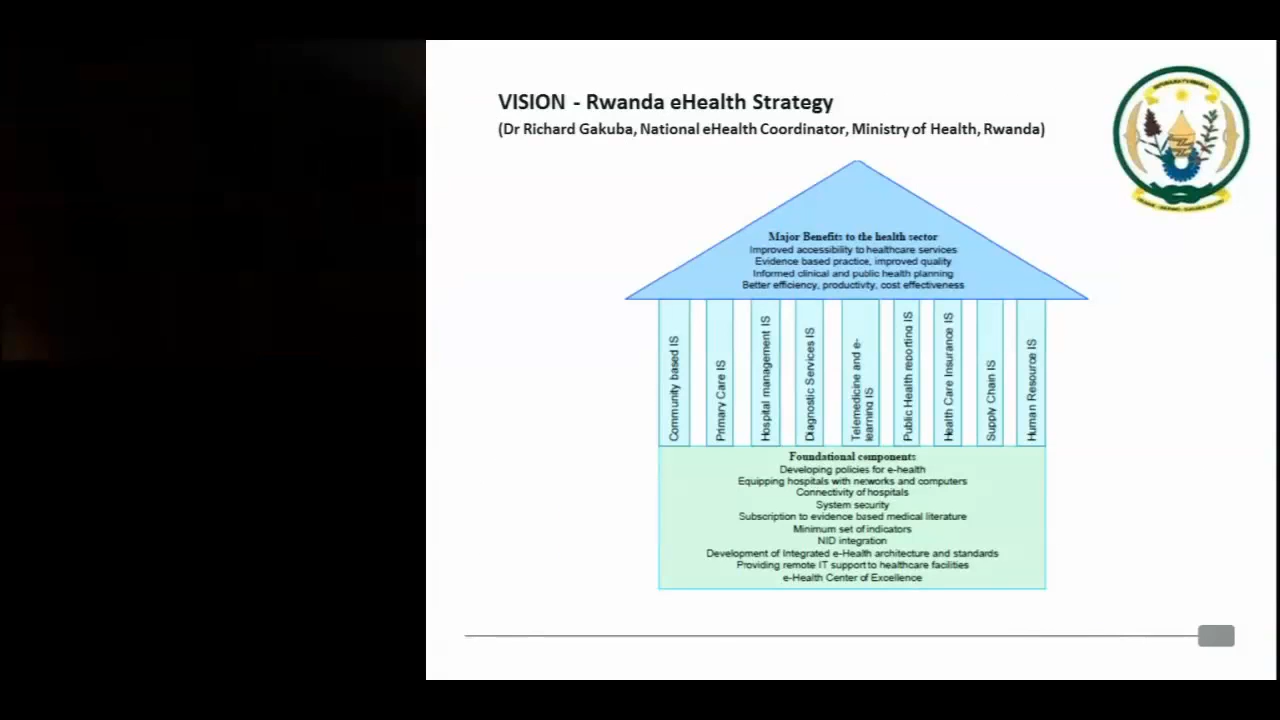 VISION - Rwanda eHealth Strategy
(Dr Richard Gakuba, National eHealth Coordinator, Ministry of Health, Rwanda)
Major Benefits to the health sector
Improved accessibility to healthcare services
Evidence based practice, improved quality
Informed clinical and public health planning
Better efficiency, productivity, cost effectiveness
Community based IS
Primary Care IS
Hospital management IS
Diagnostic Services IS
Telemedicine and e-
learning IS
Public Health reporting IS
Health Care Insurance IS
Supply Chain IS
Human Resource IS
Foundational components
Developing policies for e-health
Equipping hospitals with neworks and computers
Connectivity of hospitals
System security
Subscription to evidence based medical literature
Minimum set of indicators
NID integration
Development of Integrated e-Health architecture and standards
Providing remote IT support to healthcare facilities
e-Health Center of Excellence